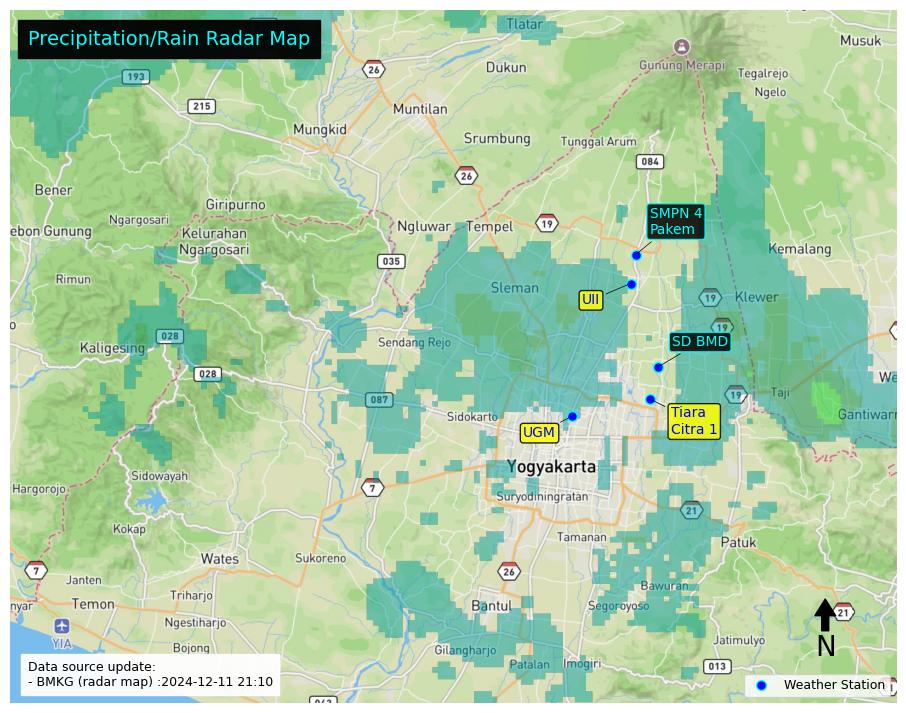 Precipitation/Rain Radar Map
Tlatar
Musuk
26
Dukun
Gunung Merapi
193
Tegalrejo
Ngelo
215
Muntilan
Mungkid
Srumbung
Tunggal Arum
084
26
Bener
Giripurno
Ngargosari
SMPN 4
Pakem
ebon Gunung
Kelurahan
Ngargosari
Ngluwar
Tempel
19
Kemalang
035
Rimun
Sleman
UII
19
Klewer
19
028
Kaligesing
Sendang Rejo
SD BMD
028
087
19
Taji
Sidokarto
Tiara
Citra 1
Gantiwar
UGM
Yogyakarta
Sidowayah
Hargorojo
7
Suryodiningratan
21
Kokap
Tamanan
Patuk
Wates
Sukoreno
7
26
Janten
Triharjo
Bawuran
nyar
Temon
Bantul
Segoroyoso
21
Ngestiharjo
YIA
Jatimulyo
N
Bojong
Gilangharjo
Patalan
Imogiri
013
Data source update:
- BMKG (radar map) :2024-12-11 21:10
Weather Station